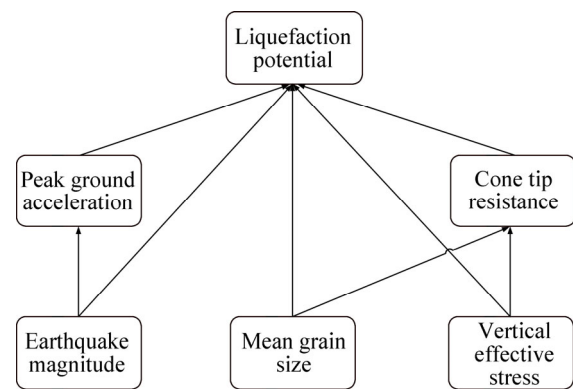 Liquefaction
potential
Peak ground
acceleration
Cone tip
resistance
Earthquake
magnitude
Mean grain
size
Vertical
effective
stress